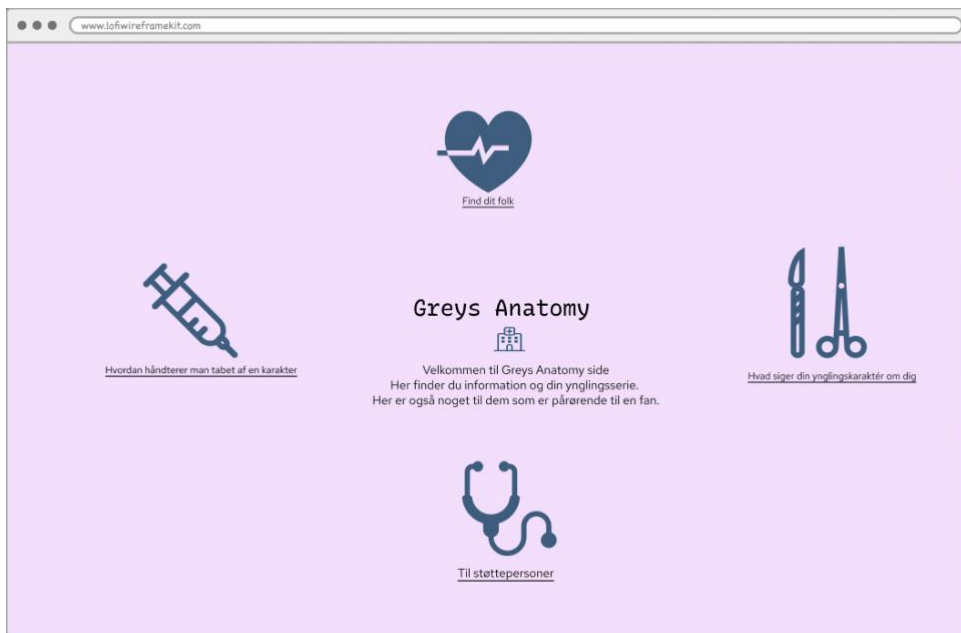 www.lofiwireframekit.com
Find dit folk
Hvordan håndterer man tabet af en karakter
Greys Anatomy
Velkommen til Greys Anatomy side
Her finder du information og din ynglingsserie.
Her er også noget til dem som er pårørende til en fan.
Hvad siger din ynglingskaraktér om dig
Til støttepersoner